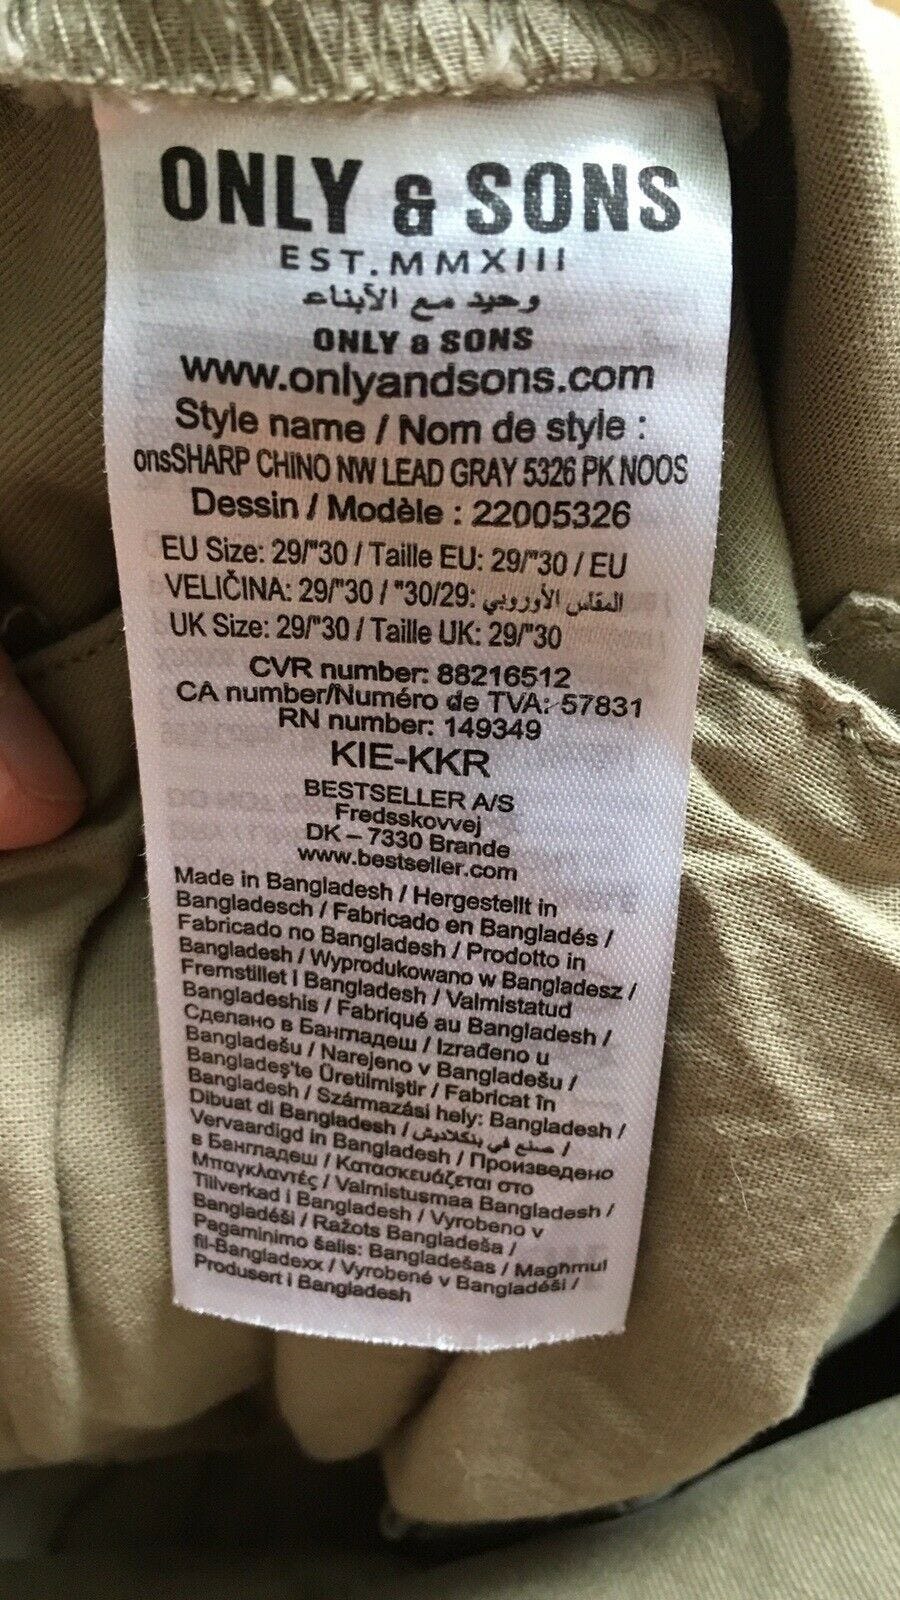 ONLY & SONS
EST.MMXIII
وحيد مع الأبناء
ONLY & SONS
www.onlyandsons.com
Style name / Nom de style :
onsSHARP CHINO NW LEAD GRAY 5326 PK NOOS
Dessin / Modèle : 22005326
EU Size: 29/"30 / Taille EU: 29/"30 / EU
VELIČINA: 29/"30 / "30/29: المقاس الأوروبي
UK Size: 29/"30 / Taille UK: 29/"30
CVR number: 88216512
CA number/Numéro de TVA: 57831
RN number: 149349
KIE-KKR
BESTSELLER A/S
Fredsskovvej
DK – 7330 Brande
www.bestseller.com
Made in Bangladesh / Hergestellt in
Bangladesch / Fabricado en Bangladés /
Fabricado no Bangladesh / Prodotto in
Bangladesh / Wyprodukowano w Bangladesz /
Fremstillet i Bangladesh / Valmistatud
Bangladeshis / Fabriqué au Bangladesh /
Сделано в Бангладеш / Izrađeno u
Bangladešu / Narejeno v Bangladešu /
Bangladeş'te Üretilmiştir / Fabricat în
Bangladesh / Származási hely: Bangladesh /
Dibuat di Bangladesh / صنع في بنگلاديش /
Vervaardigd in Bangladesh / Произведено
в Бангладеш / Κατασκευάζεται στο
Μπαγκλαντές / Valmistusmaa Bangladesh /
Tillverkad i Bangladesh / Vyrobeno v
Bangladéši / Ražots Bangladeša /
Pagaminimo šalis: Bangladešas / Magħmul
fil-Bangladexx / Vyrobené v Bangladéši /
Produsert i Bangladesh